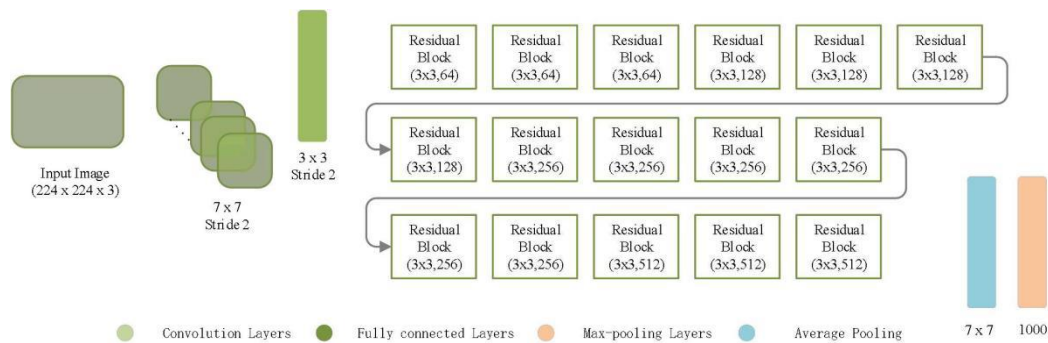 Input Image
(224 x 224 x 3)
7 x 7
Stride 2
3 x 3
Stride 2
Residual
Block
(3x3,64)
Residual
Block
(3x3,64)
Residual
Block
(3x3,64)
Residual
Block
(3x3,128)
Residual
Block
(3x3,128)
Residual
Block
(3x3,128)
Residual
Block
(3x3,128)
Residual
Block
(3x3,256)
Residual
Block
(3x3,256)
Residual
Block
(3x3,256)
Residual
Block
(3x3,256)
Residual
Block
(3x3,256)
Residual
Block
(3x3,256)
Residual
Block
(3x3,512)
Residual
Block
(3x3,512)
Residual
Block
(3x3,512)
7 x 7
1000
Convolution Layers
Fully connected Layers
Max-pooling Layers
Average Pooling